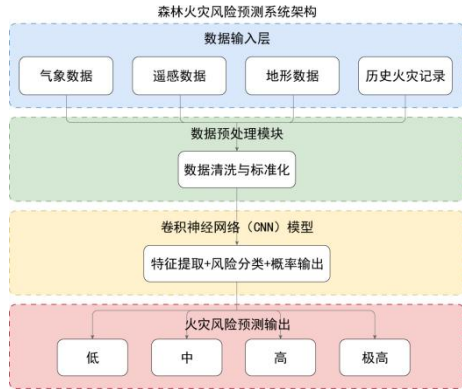 森林火灾风险预测系统架构
数据输入层
气象数据
遥感数据
地形数据
历史火灾记录
数据预处理模块
数据清洗与标准化
卷积神经网络（CNN）模型
特征提取+风险分类+概率输出
火灾风险预测输出
低
中
高
极高